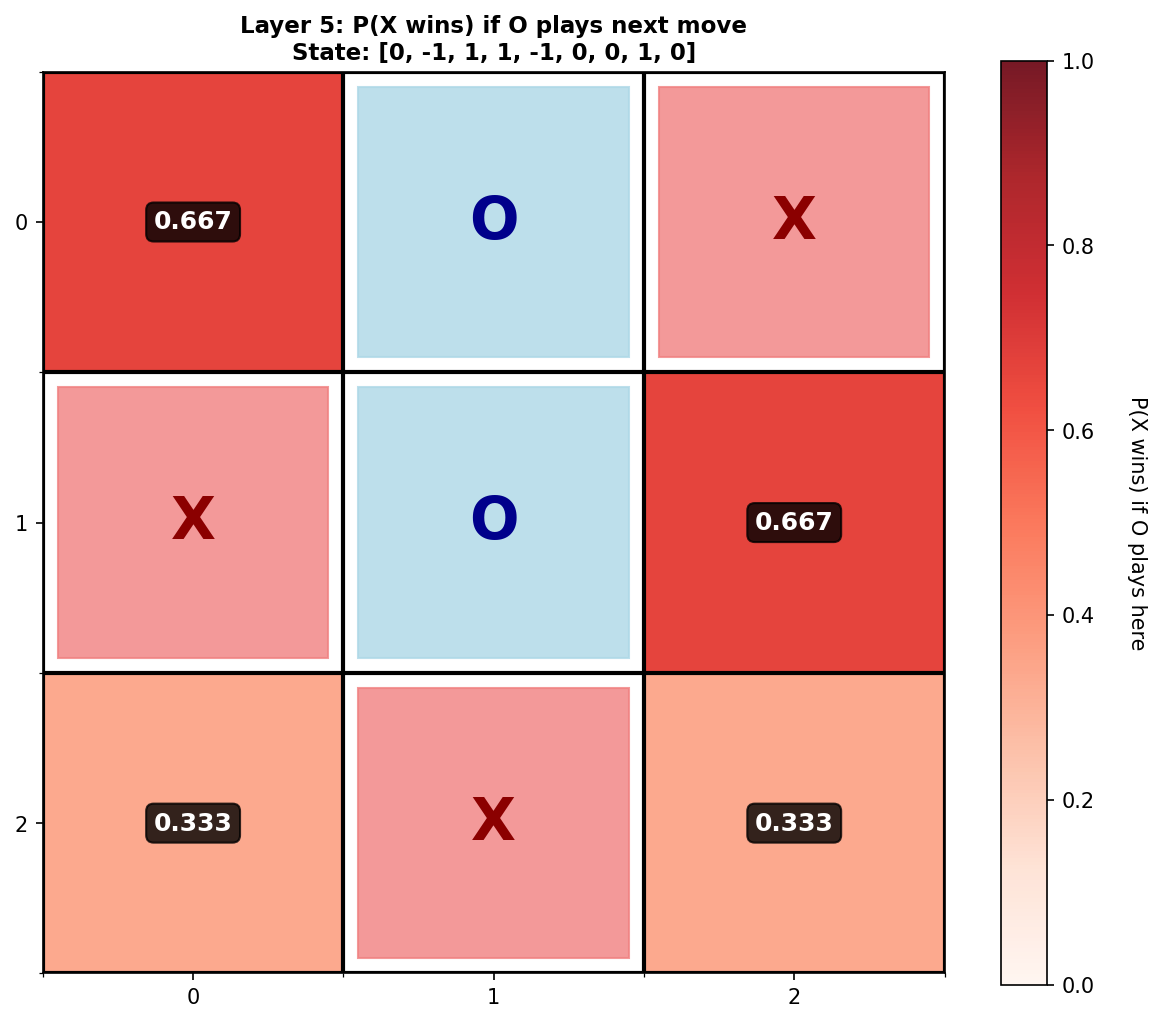 Layer 5: P(X wins) if O plays next move
State: [0, -1, 1, 1, -1, 0, 0, 1, 0]
0
0.667
O
X
1
X
O
0.667
2
0.333
X
0.333
0
1
2
1.0
0.8
0.6
0.4
0.2
0.0
P(X wins) if O plays here